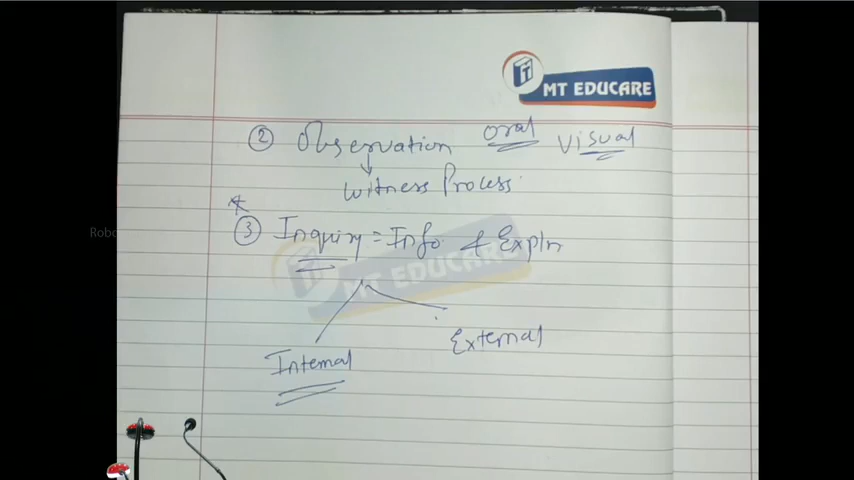 MT EDUCARE
② Observation Oral Visual
Witness Process
③ Inquiry = Info & Expln
MT EDUCARE
Internal External